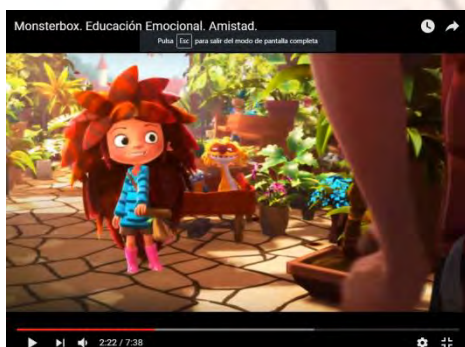 Monsterbox. Educación Emocional. Amistad.
Pulsa Esc para salir del modo de pantalla completa
2:22 / 7:38